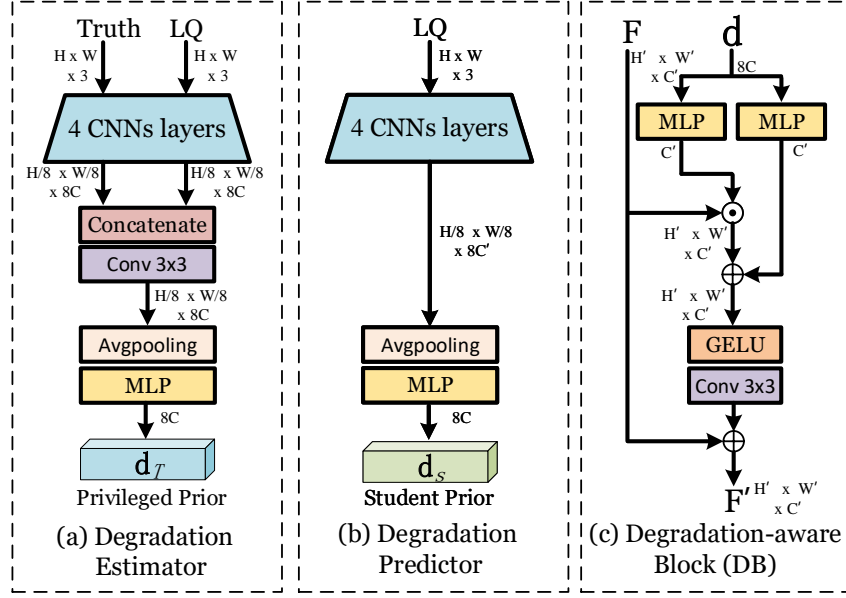 Truth LQ
H x W
x 3
H x W
x 3
4 CNNs layers
H/8 x W/8
x 8C
H/8 x W/8
x 8C
Concatenate
Conv 3x3
H/8 x W/8
x 8C
Avgpooling
MLP
8C
d_T
Privileged Prior
(a) Degradation
Estimator
LQ
H x W
x 3
4 CNNs layers
H/8 x W/8
x 8C'
Avgpooling
MLP
8C
d_S
Student Prior
(b) Degradation
Predictor
F d
H' x W'
x C'
8C
MLP MLP
C' C'
H' x W'
x C'
H' x W'
x C'
GELU
Conv 3x3
F' H' x W'
x C'
(c) Degradation-aware
Block (DB)